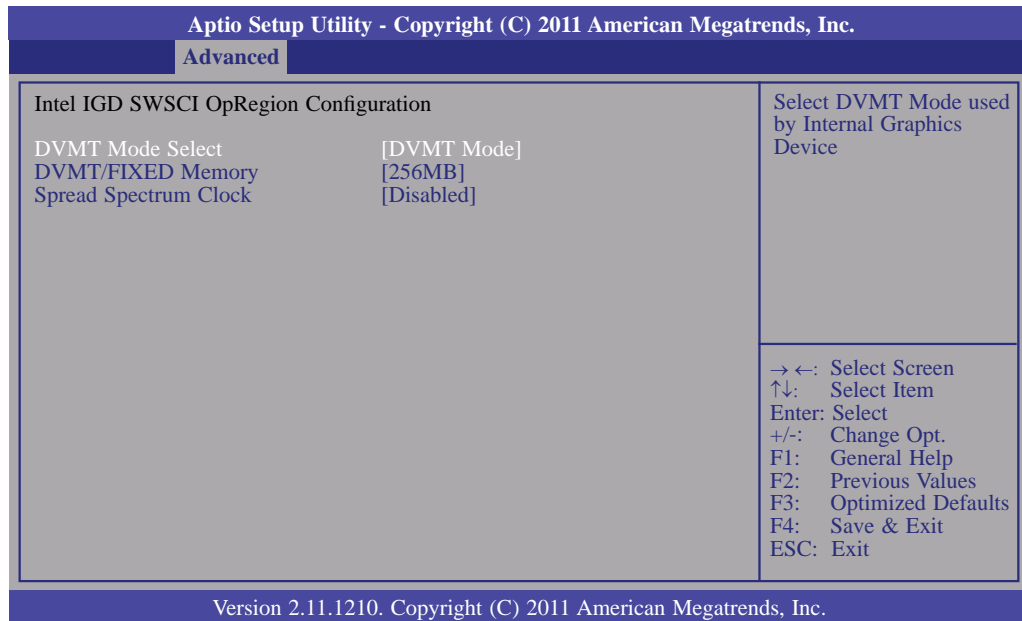 Aptio Setup Utility - Copyright (C) 2011 American Megatrends, Inc.
Advanced
Intel IGD SWSCI OpRegion Configuration
DVMT Mode Select [DVMT Mode]
DVMT/FIXED Memory [256MB]
Spread Spectrum Clock [Disabled]
Select DVMT Mode used
by Internal Graphics
Device
→ ←: Select Screen
↑↓: Select Item
Enter: Select
+/-: Change Opt.
F1: General Help
F2: Previous Values
F3: Optimized Defaults
F4: Save & Exit
ESC: Exit
Version 2.11.1210. Copyright (C) 2011 American Megatrends, Inc.